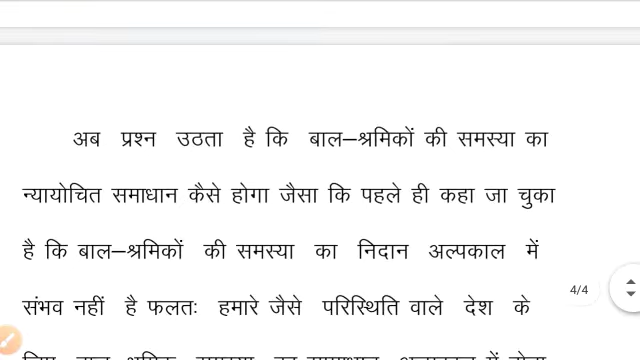 अब प्रश्न उठता है कि बाल–श्रमिकों की समस्या का
न्यायोचित समाधान कैसे होगा जैसा कि पहले ही कहा जा चुका
है कि बाल–श्रमिकों की समस्या का निदान अल्पकाल में
4/4
संभव नहीं है फलतः हमारे जैसे परिस्थिति वाले देश के